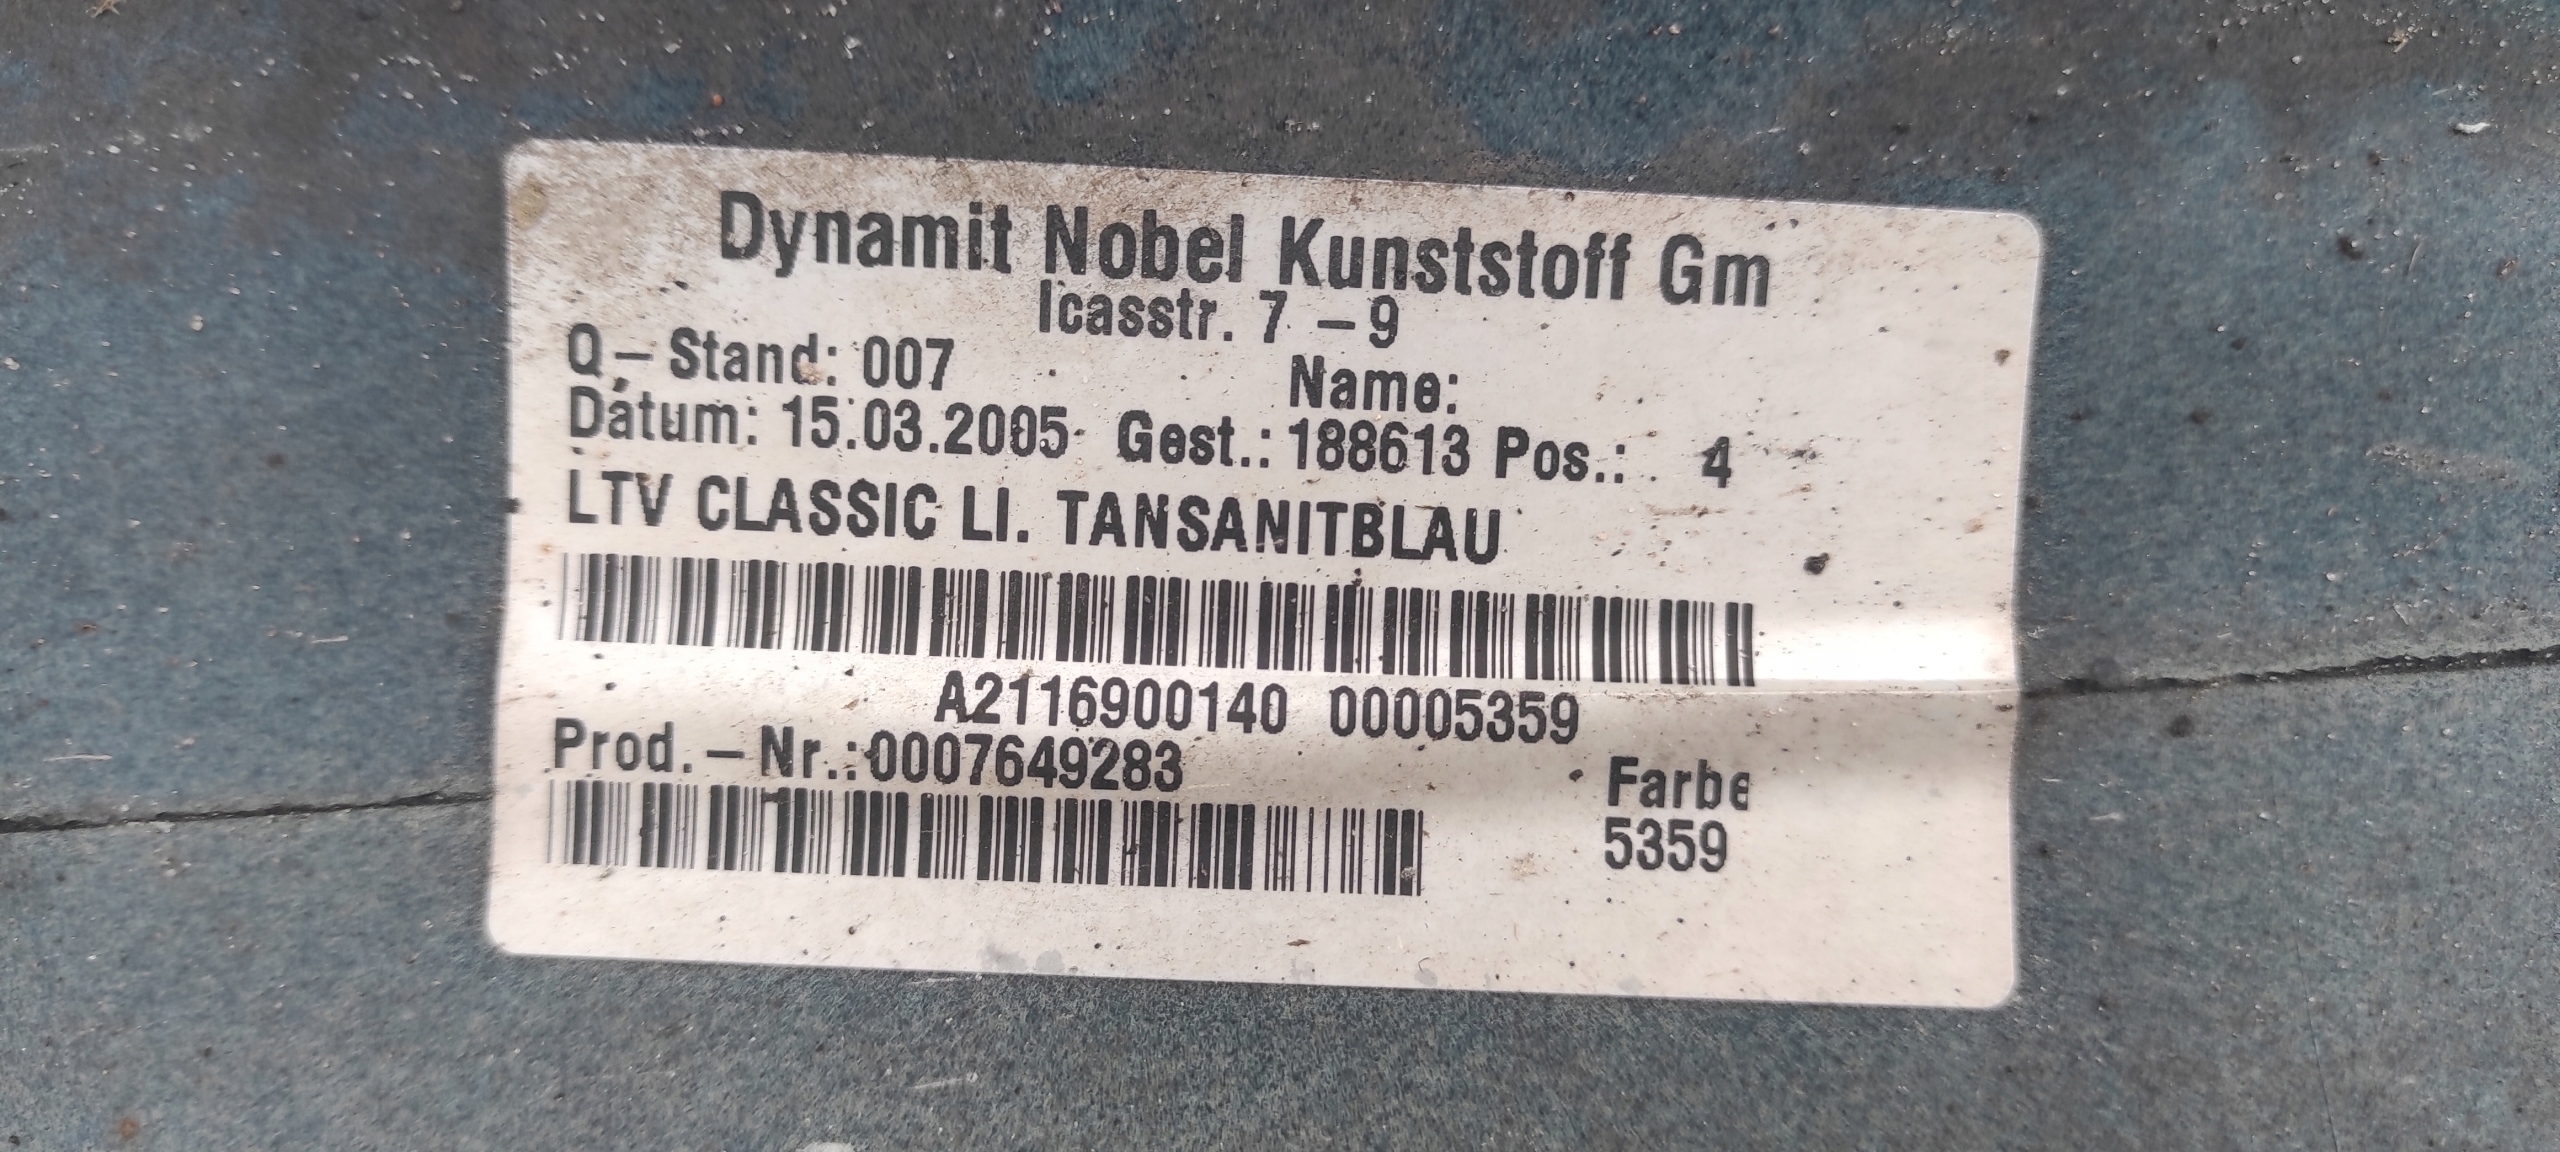 Dynamit Nobel Kunststoff Gm
Icasstr. 7 - 9
Q - Stand: 007 Name:
Datum: 15.03.2005 Gest.: 188613 Pos.: 4
LTV CLASSIC LI. TANSANITBLAU
A2116900140 00005359
Prod. - Nr.:0007649283 Farbe
5359